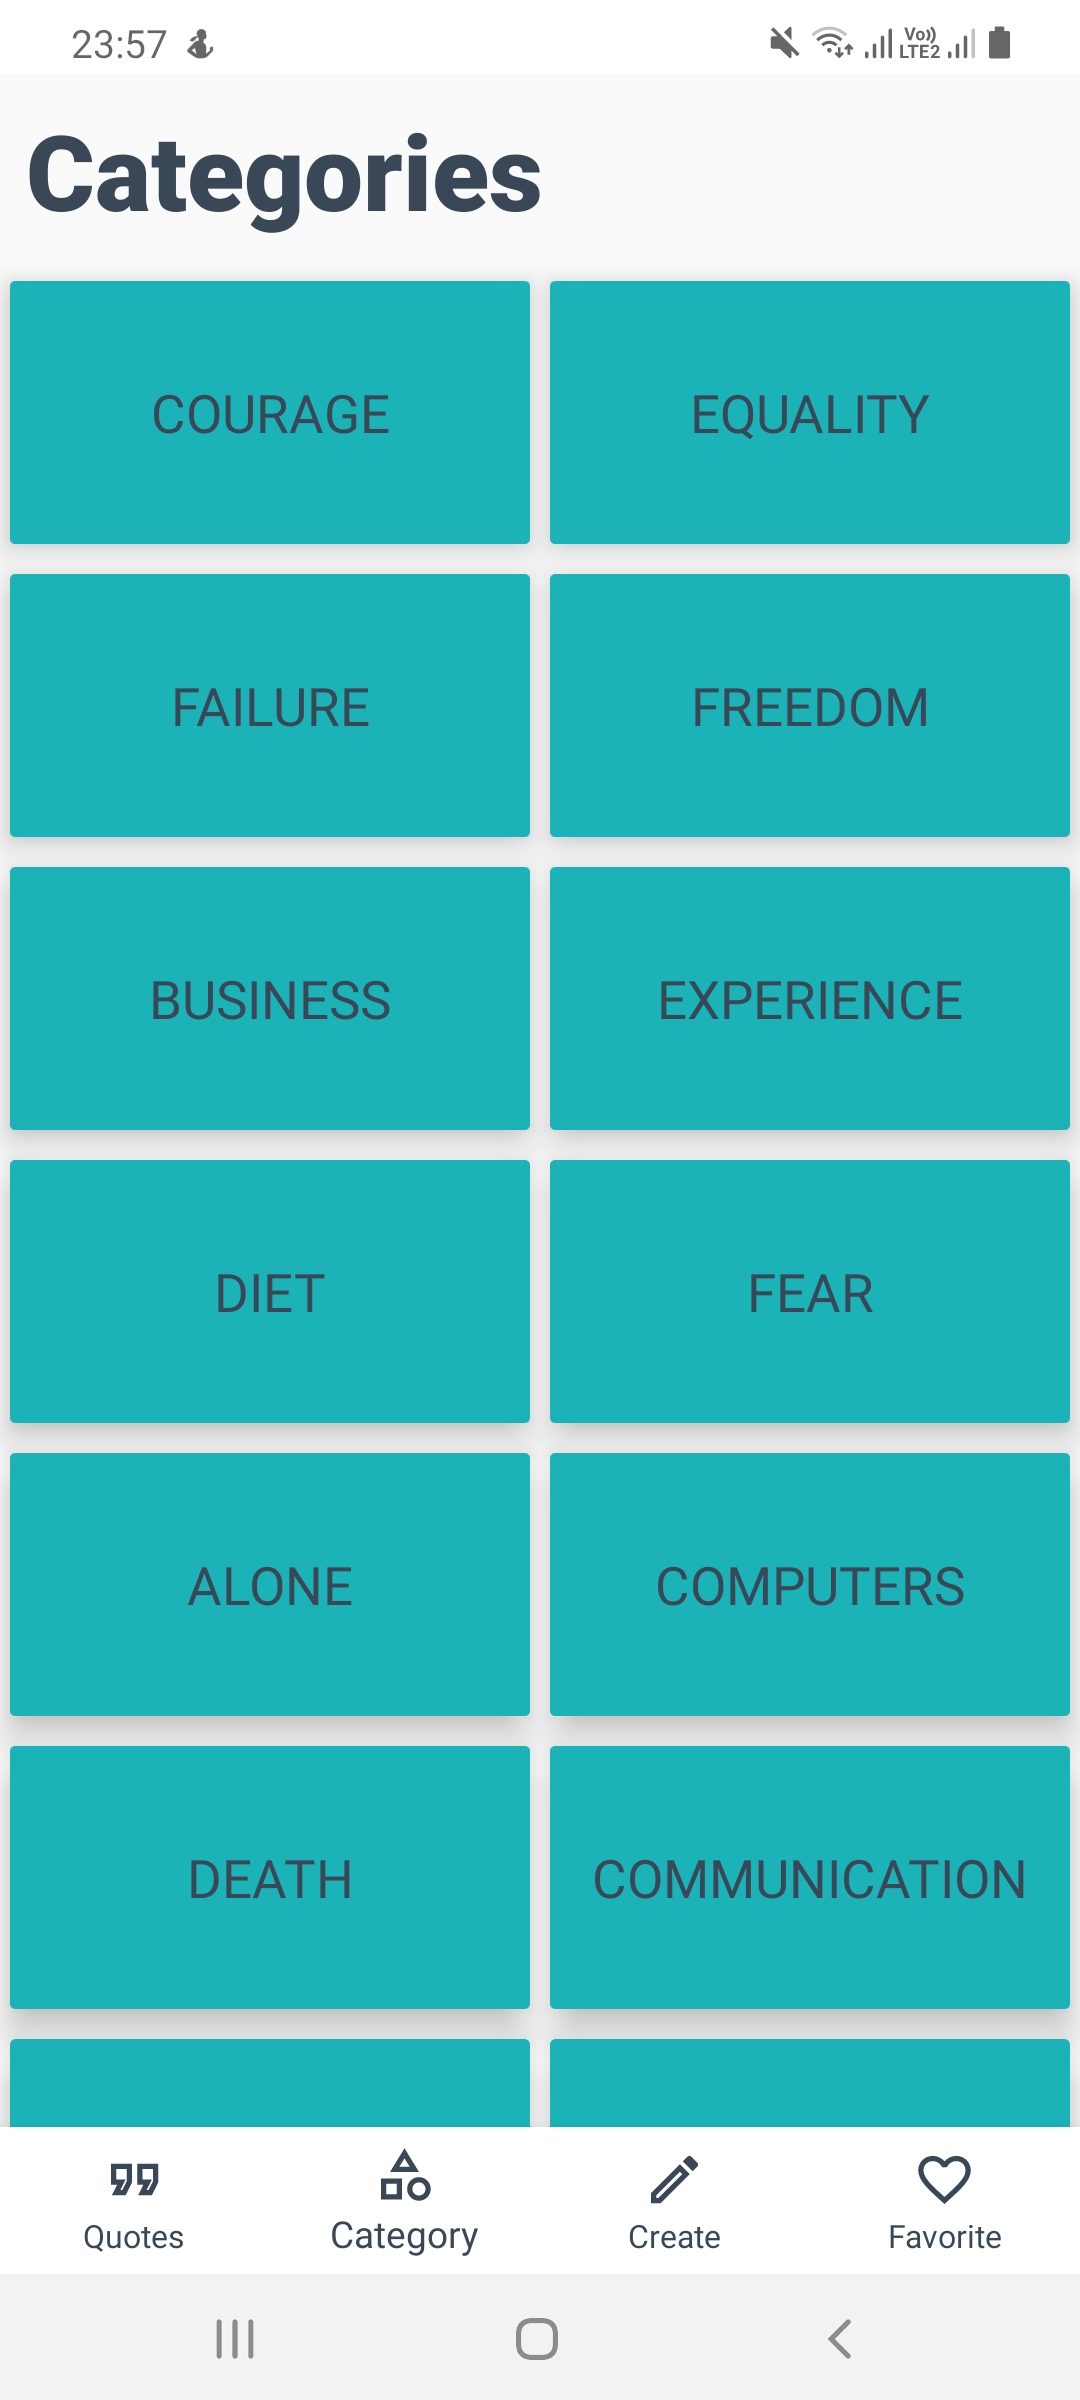 23:57
Vo))
LTE2
Categories
COURAGE
EQUALITY
FAILURE
FREEDOM
BUSINESS
EXPERIENCE
DIET
FEAR
ALONE
COMPUTERS
DEATH
COMMUNICATION
Quotes
Category
Create
Favorite